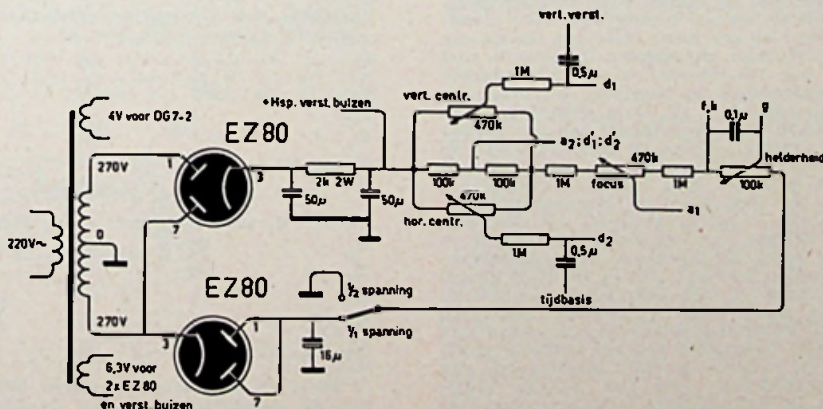 vert. verst.
0,5µ
1M
d₁
+Hsp. verst. buizen
vert. centr.
f,k
g
0,1µ
4V voor DG7-2
EZ80
470k
a₂; d'₁; d'₂
470k
helderheid
270V
1
3
2k 2W
100k
100k
1M
focus
1M
100k
50µ
50µ
470k
7
hor. centr.
a₁
220V~
0
1M
d₂
0,5µ
EZ80
½ spanning
tijdbasis
270V
3
1
¹/₁ spanning
16µ
6,3V voor
2x EZ80
en verst. buizen
7